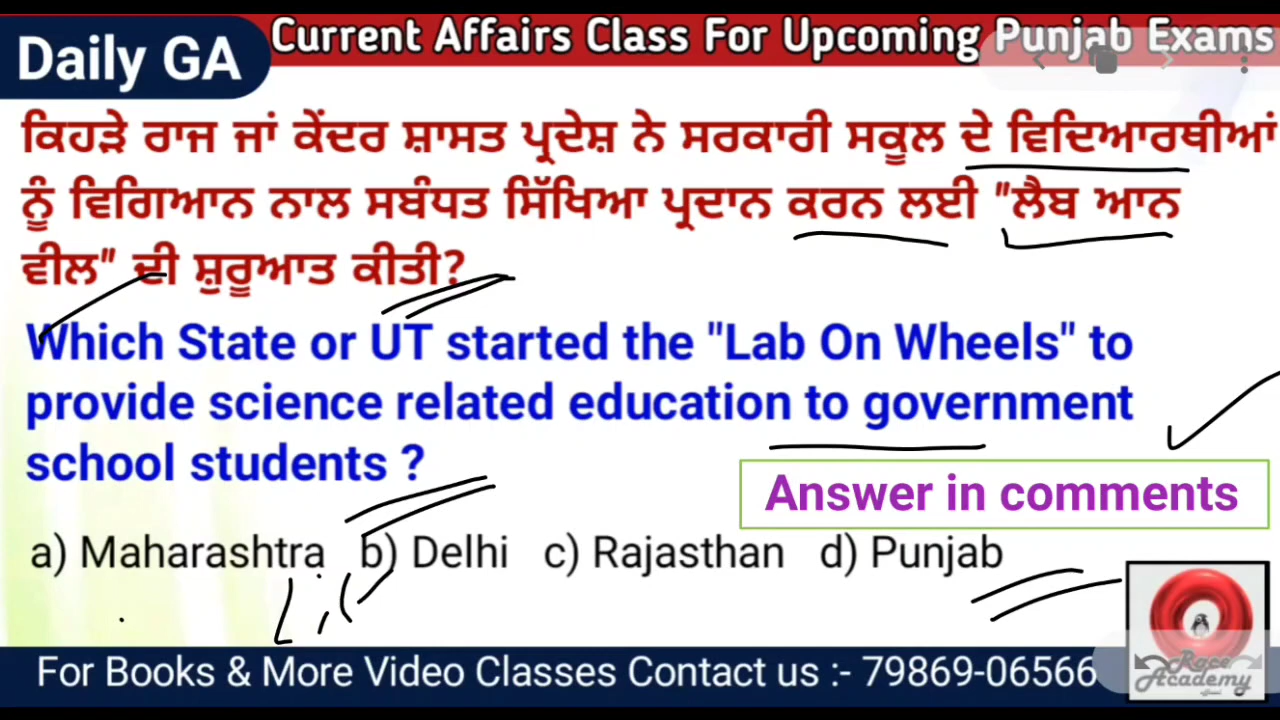 Daily GA
Current Affairs Class For Upcoming Punjab Exams
ਕਿਹੜੇ ਰਾਜ ਜਾਂ ਕੇਂਦਰ ਸ਼ਾਸਤ ਪ੍ਰਦੇਸ਼ ਨੇ ਸਰਕਾਰੀ ਸਕੂਲ ਦੇ ਵਿਦਿਆਰਥੀਆਂ
ਨੂੰ ਵਿਗਿਆਨ ਨਾਲ ਸਬੰਧਤ ਸਿੱਖਿਆ ਪ੍ਰਦਾਨ ਕਰਨ ਲਈ "ਲੈਬ ਆਨ
ਵੀਲ" ਦੀ ਸ਼ੁਰੂਆਤ ਕੀਤੀ?
Which State or UT started the "Lab On Wheels" to
provide science related education to government
school students ?
Answer in comments
a) Maharashtra b) Delhi c) Rajasthan d) Punjab
For Books & More Video Classes Contact us :- 79869-06566
Race
Academy